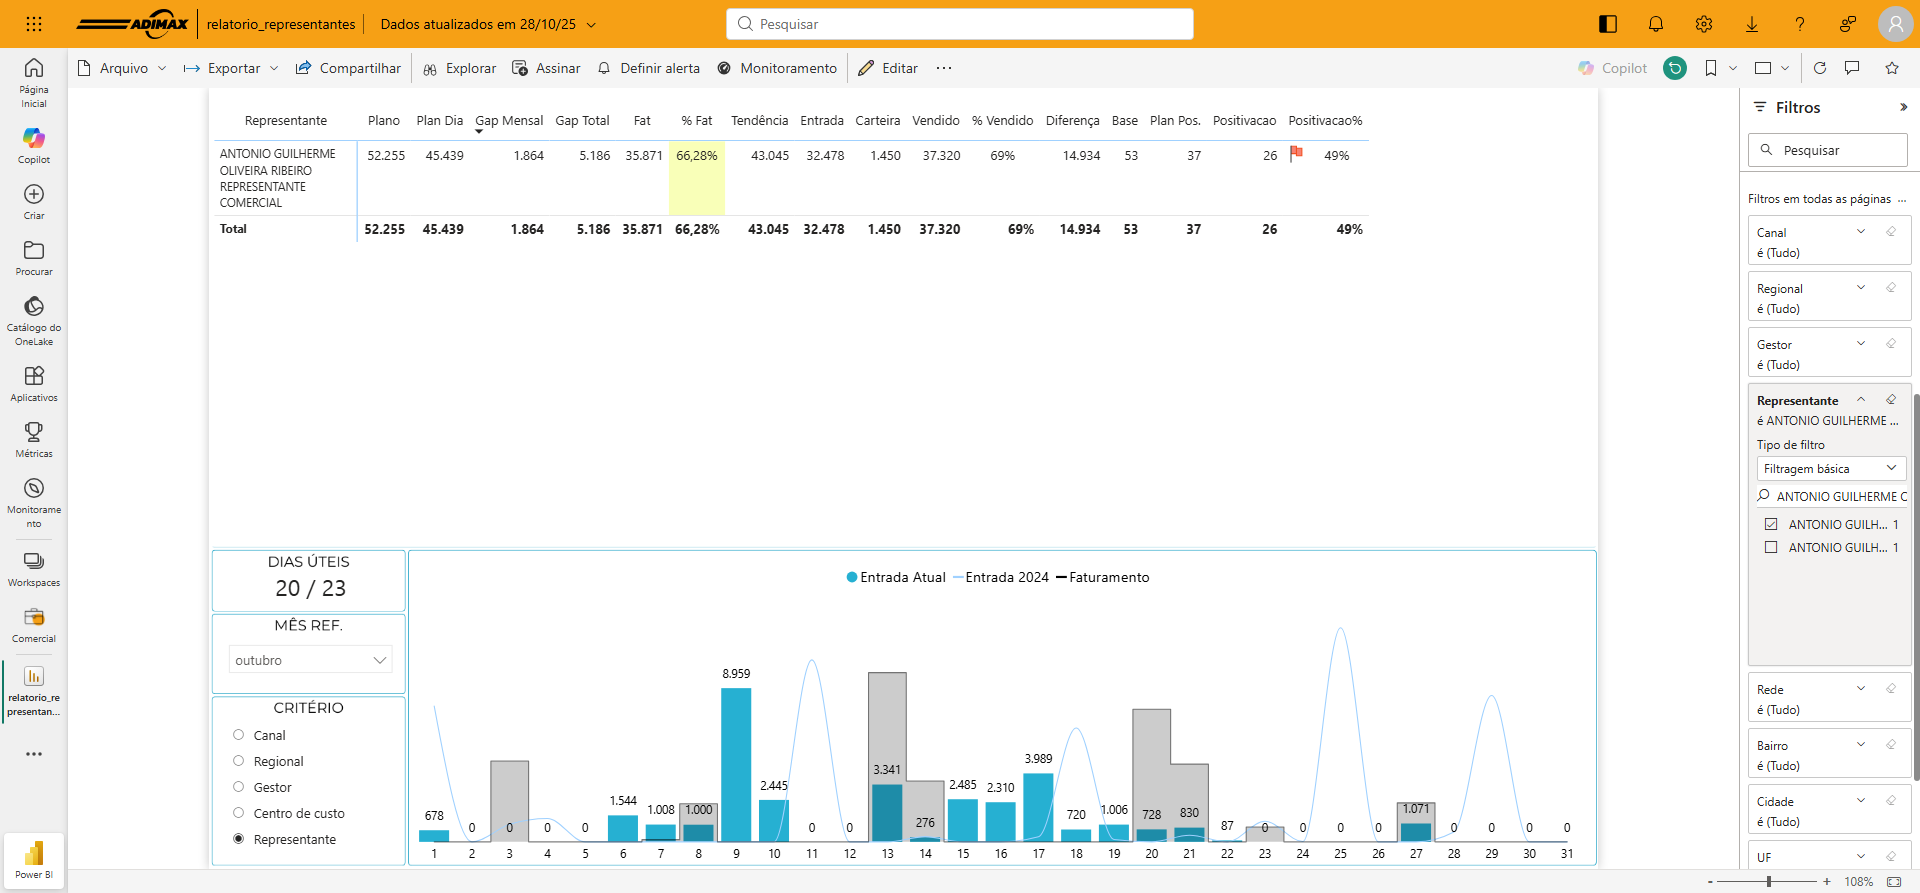 ADIMAX
relatorio_representantes
Dados atualizados em 28/10/25
Pesquisar
Arquivo
Exportar
Compartilhar
Explorar
Assinar
Definir alerta
Monitoramento
Editar
Copilot
Página
Inicial
Copilot
Criar
Procurar
Catálogo do
OneLake
Aplicativos
Métricas
Monitorame
nto
Workspaces
Comercial
relatorio_re
presentan...
Power BI
Representante Plano Plan Dia Gap Mensal Gap Total Fat % Fat Tendência Entrada Carteira Vendido % Vendido Diferença Base Plan Pos. Positivacao Positivacao%
ANTONIO GUILHERME 52.255 45.439 1.864 5.186 35.871 66,28% 43.045 32.478 1.450 37.320 69% 14.934 53 37 26 49%
OLIVEIRA RIBEIRO
REPRESENTANTE
COMERCIAL
Total 52.255 45.439 1.864 5.186 35.871 66,28% 43.045 32.478 1.450 37.320 69% 14.934 53 37 26 49%
DIAS ÚTEIS
20 / 23
MÊS REF.
outubro
CRITÉRIO
Canal
Regional
Gestor
Centro de custo
Representante
Entrada Atual Entrada 2024 Faturamento
678 0 0 0 0 1.544 1.008 1.000 8.959 2.445 0 0 3.341 276 2.485 2.310 3.989 720 1.006 728 830 87 0 0 0 0 1.071 0 0 0 0
1 2 3 4 5 6 7 8 9 10 11 12 13 14 15 16 17 18 19 20 21 22 23 24 25 26 27 28 29 30 31
Filtros
Pesquisar
Filtros em todas as páginas ...
Canal
é (Tudo)
Regional
é (Tudo)
Gestor
é (Tudo)
Representante
é ANTONIO GUILHERME ...
Tipo de filtro
Filtragem básica
ANTONIO GUILHERME
ANTONIO GUILH... 1
ANTONIO GUILH... 1
Rede
é (Tudo)
Bairro
é (Tudo)
Cidade
é (Tudo)
UF
- + 108%